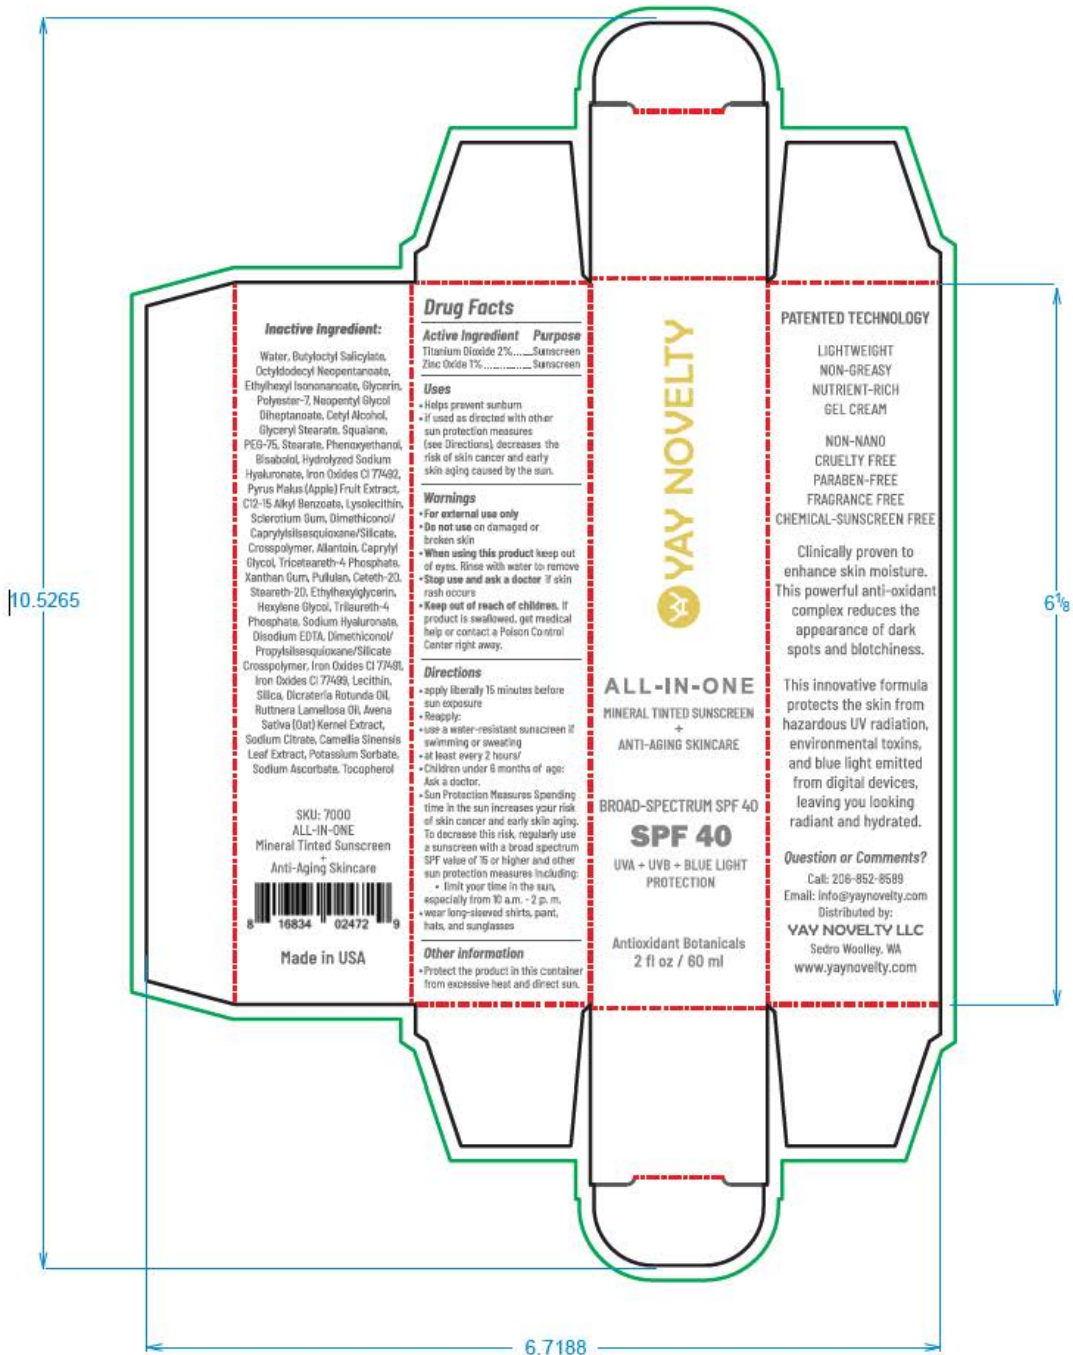 10.5265
Inactive Ingredient:
Water, Butyloctyl Salicylate,
Octyldodecyl Neopentanoate,
Ethylhexyl Isononanoate, Glycerin,
Polyester-7, Neopentyl Glycol
Diheptanoate, Cetyl Alcohol,
Glyceryl Stearate, Squalane,
PEG-75, Stearate, Phenoxyethanol,
Bisabolol, Hydrolyzed Sodium
Hyaluronate, Iron Oxides CI 77492,
Pyrus Malus (Apple) Fruit Extract,
C12-15 Alkyl Benzoate, Lysolecithin,
Sclerotium Gum, Dimethiconol/
Caprylylsilsesquioxane/Silicate,
Crosspolymer, Allantoin, Caprylyl
Glycol, Triceteareth-4 Phosphate,
Xanthan Gum, Pullulan, Ceteth-20,
Steareth-20, Ethylhexylglycerin,
Hexylene Glycol, Trilaureth-4
Phosphate, Sodium Hyaluronate,
Disodium EDTA, Dimethiconol/
Propylsilsesquioxane/Silicate
Crosspolymer, Iron Oxides CI 77491,
Iron Oxides CI 77499, Lecithin,
Silica, Dicrateria Rotunda Oil,
Ruttnera Lamellosa Oil, Avena
Sativa (Oat) Kernel Extract,
Sodium Citrate, Camellia Sinensis
Leaf Extract, Potassium Sorbate,
Sodium Ascorbate, Tocopherol
SKU: 7000
ALL-IN-ONE
Mineral Tinted Sunscreen
+
Anti-Aging Skincare
8 16834 02472 9
Made in USA
Drug Facts
Active Ingredient Purpose
Titanium Dioxide 2%......Sunscreen
Zinc Oxide 1%..............Sunscreen
Uses
• Helps prevent sunburn
• If used as directed with other
sun protection measures
(see Directions), decreases the
risk of skin cancer and early
skin aging caused by the sun.
Warnings
• For external use only
• Do not use on damaged or
broken skin
• When using this product keep out
of eyes. Rinse with water to remove
• Stop use and ask a doctor if skin
rash occurs
• Keep out of reach of children. If
product is swallowed, get medical
help or contact a Poison Control
Center right away.
Directions
• apply liberally 15 minutes before
sun exposure
• Reapply:
• use a water-resistant sunscreen if
swimming or sweating
• at least every 2 hours/
• Children under 6 months of age:
Ask a doctor.
• Sun Protection Measures Spending
time in the sun increases your risk
of skin cancer and early skin aging.
To decrease this risk, regularly use
a sunscreen with a broad spectrum
SPF value of 15 or higher and other
sun protection measures including:
• limit your time in the sun,
especially from 10 a.m. - 2 p. m.
• wear long-sleeved shirts, pant,
hats, and sunglasses
Other information
• Protect the product in this container
from excessive heat and direct sun.
YAY YAY NOVELTY
ALL-IN-ONE
MINERAL TINTED SUNSCREEN
+
ANTI-AGING SKINCARE
BROAD-SPECTRUM SPF 40
SPF 40
UVA + UVB + BLUE LIGHT
PROTECTION
Antioxidant Botanicals
2 fl oz / 60 ml
PATENTED TECHNOLOGY
LIGHTWEIGHT
NON-GREASY
NUTRIENT-RICH
GEL CREAM
NON-NANO
CRUELTY FREE
PARABEN-FREE
FRAGRANCE FREE
CHEMICAL-SUNSCREEN FREE
Clinically proven to
enhance skin moisture.
This powerful anti-oxidant
complex reduces the
appearance of dark
spots and blotchiness.
This innovative formula
protects the skin from
hazardous UV radiation,
environmental toxins,
and blue light emitted
from digital devices,
leaving you looking
radiant and hydrated.
Question or Comments?
Call: 206-852-8589
Email: info@yaynovelty.com
Distributed by:
YAY NOVELTY LLC
Sedro Woolley, WA
www.yaynovelty.com
6⅛
6.7188